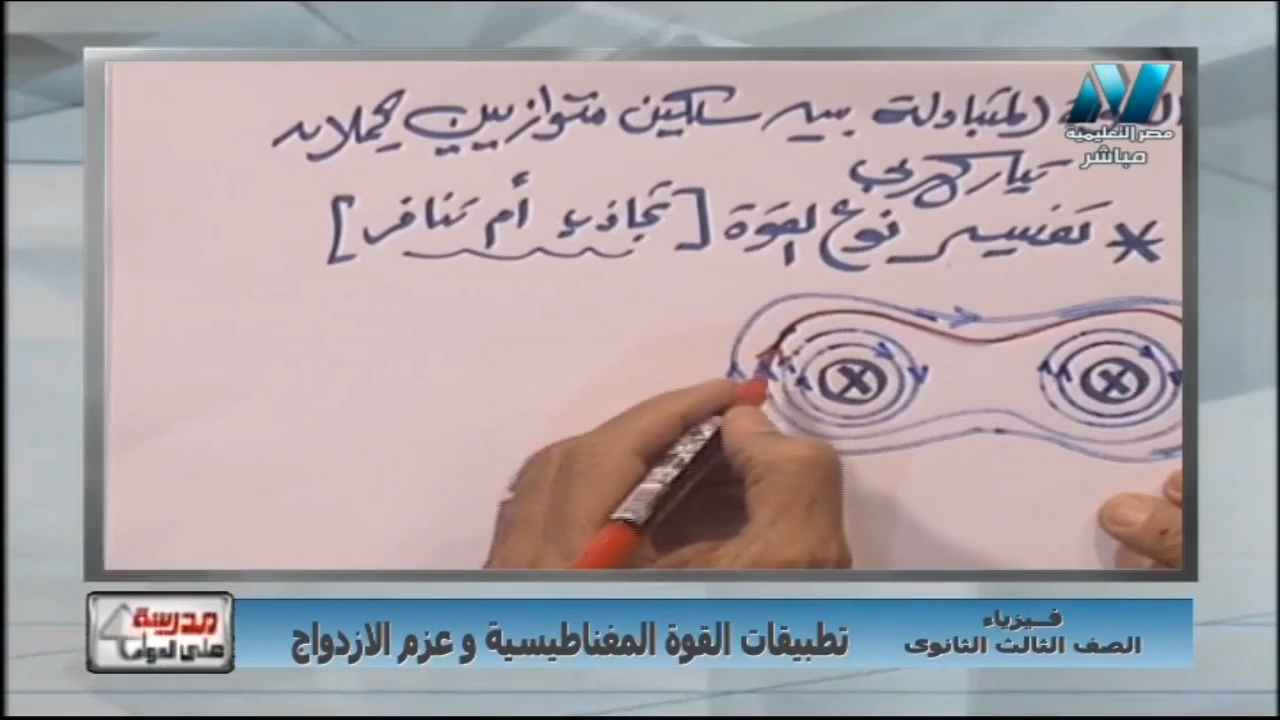 المتبادلة بين سلكين متوازيين يحملان
تيار كهربي
* تفسير نوع القوة [تجاذب أم تنافر]
مصر التعليمية
مباشر
فيزياء
الصف الثالث الثانوى
تطبيقات القوة المغناطيسية و عزم الازدواج
مدرسة
على الهواء